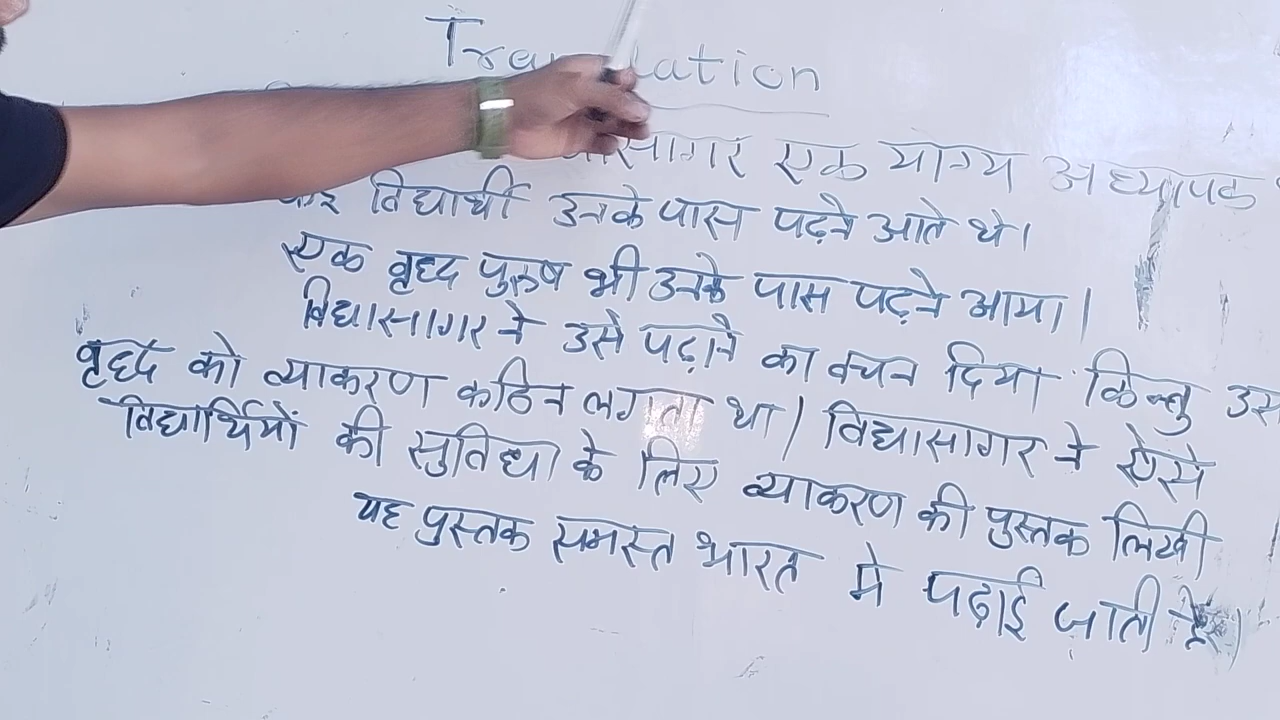 Translation
विद्यासागर एक योग्य अध्यापक
कई विद्यार्थी उनके पास पढ़ने आते थे।
एक वृध्द पुरुष भी उनके पास पढ़ने आया।
विद्यासागर ने उसे पढ़ाने का वचन दिया किन्तु उस
वृध्द को व्याकरण कठिन लगता था। विद्यासागर ने ऐसे
विद्यार्थियों की सुविधा के लिए व्याकरण की पुस्तक लिखी
यह पुस्तक समस्त भारत मे पढ़ाई जाती है।